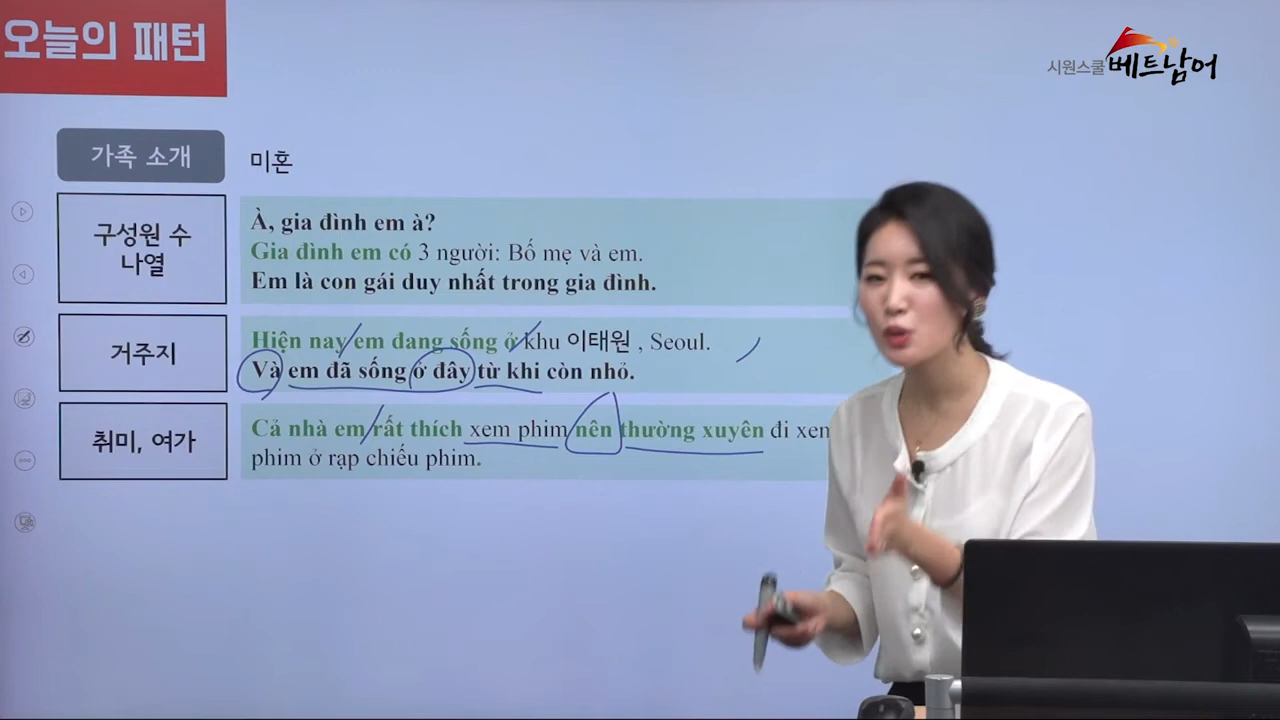 오늘의 패턴
시원스쿨 베트남어
가족 소개
미혼
구성원 수
나열
À, gia đình em à?
Gia đình em có 3 người: Bố mẹ và em.
Em là con gái duy nhất trong gia đình.
거주지
Hiện nay em đang sống ở khu 이태원 , Seoul.
Và em đã sống ở đây từ khi còn nhỏ.
취미, 여가
Cả nhà em rất thích xem phim nên thường xuyên đi xem
phim ở rạp chiếu phim.